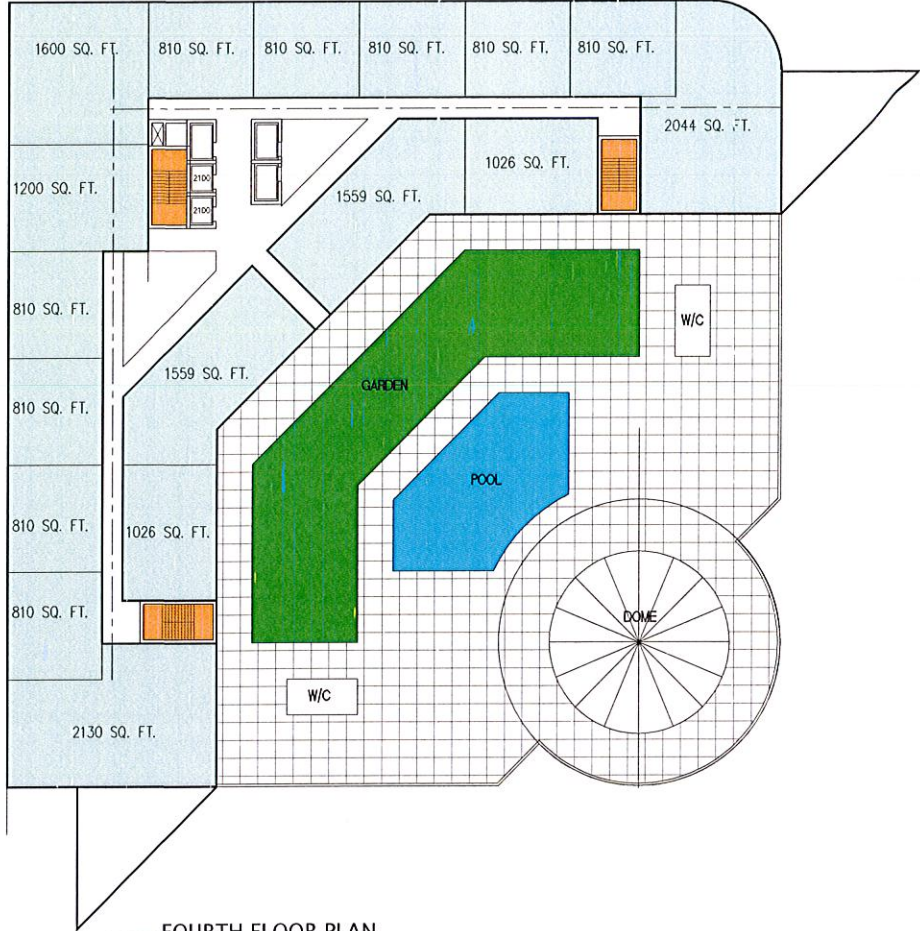 1600 SQ. FT.
810 SQ. FT.
810 SQ. FT.
810 SQ. FT.
810 SQ. FT.
810 SQ. FT.
2044 SQ. FT.
1026 SQ. FT.
2100
1200 SQ. FT.
1559 SQ. FT.
2100
810 SQ. FT.
W/C
1559 SQ. FT.
GARDEN
810 SQ. FT.
POOL
810 SQ. FT.
1026 SQ. FT.
810 SQ. FT.
DOME
W/C
2130 SQ. FT.
FOURTH FLOOR PLAN